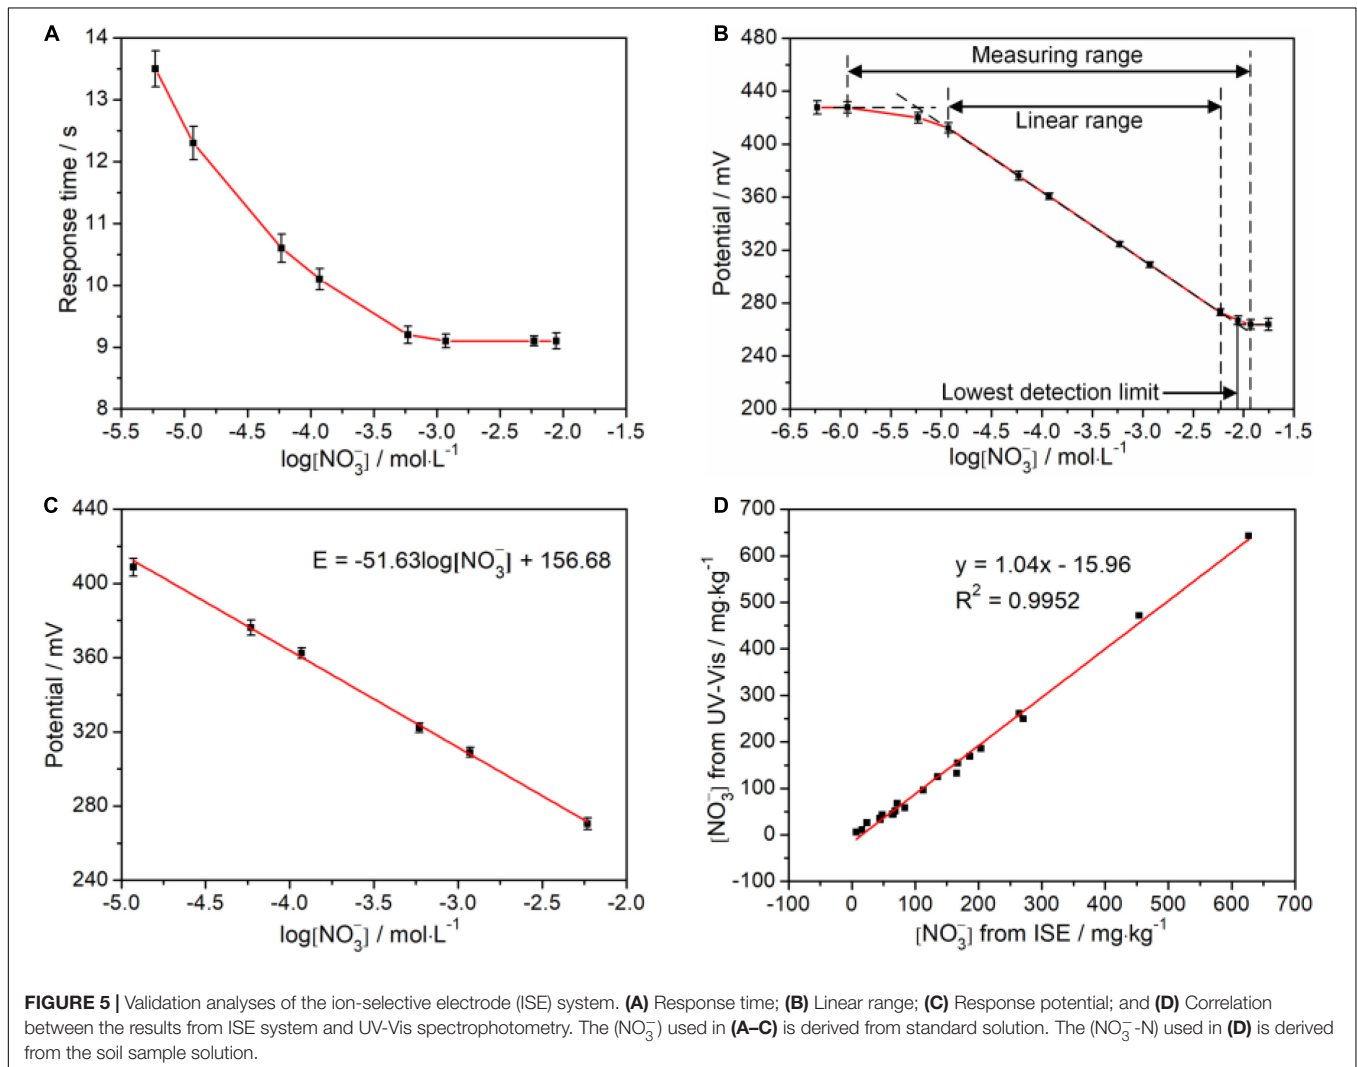 A
14
13
12
11
10
9
8
Response time / s
-5.5 -5.0 -4.5 -4.0 -3.5 -3.0 -2.5 -2.0 -1.5
log[NO₃⁻] / mol·L⁻¹
B
480
440
400
360
320
280
240
200
Potential / mV
Measuring range
Linear range
Lowest detection limit
-6.5 -6.0 -5.5 -5.0 -4.5 -4.0 -3.5 -3.0 -2.5 -2.0 -1.5
log[NO₃⁻] / mol·L⁻¹
C
440
400
360
320
280
240
Potential / mV
E = -51.63log[NO₃⁻] + 156.68
-5.0 -4.5 -4.0 -3.5 -3.0 -2.5 -2.0
log[NO₃⁻] / mol·L⁻¹
D
700
600
500
400
300
200
100
0
-100
[NO₃⁻] from UV-Vis / mg·kg⁻¹
y = 1.04x - 15.96
R² = 0.9952
-100 0 100 200 300 400 500 600 700
[NO₃⁻] from ISE / mg·kg⁻¹
FIGURE 5 | Validation analyses of the ion-selective electrode (ISE) system. (A) Response time; (B) Linear range; (C) Response potential; and (D) Correlation
between the results from ISE system and UV-Vis spectrophotometry. The (NO₃⁻) used in (A–C) is derived from standard solution. The (NO₃⁻-N) used in (D) is derived
from the soil sample solution.